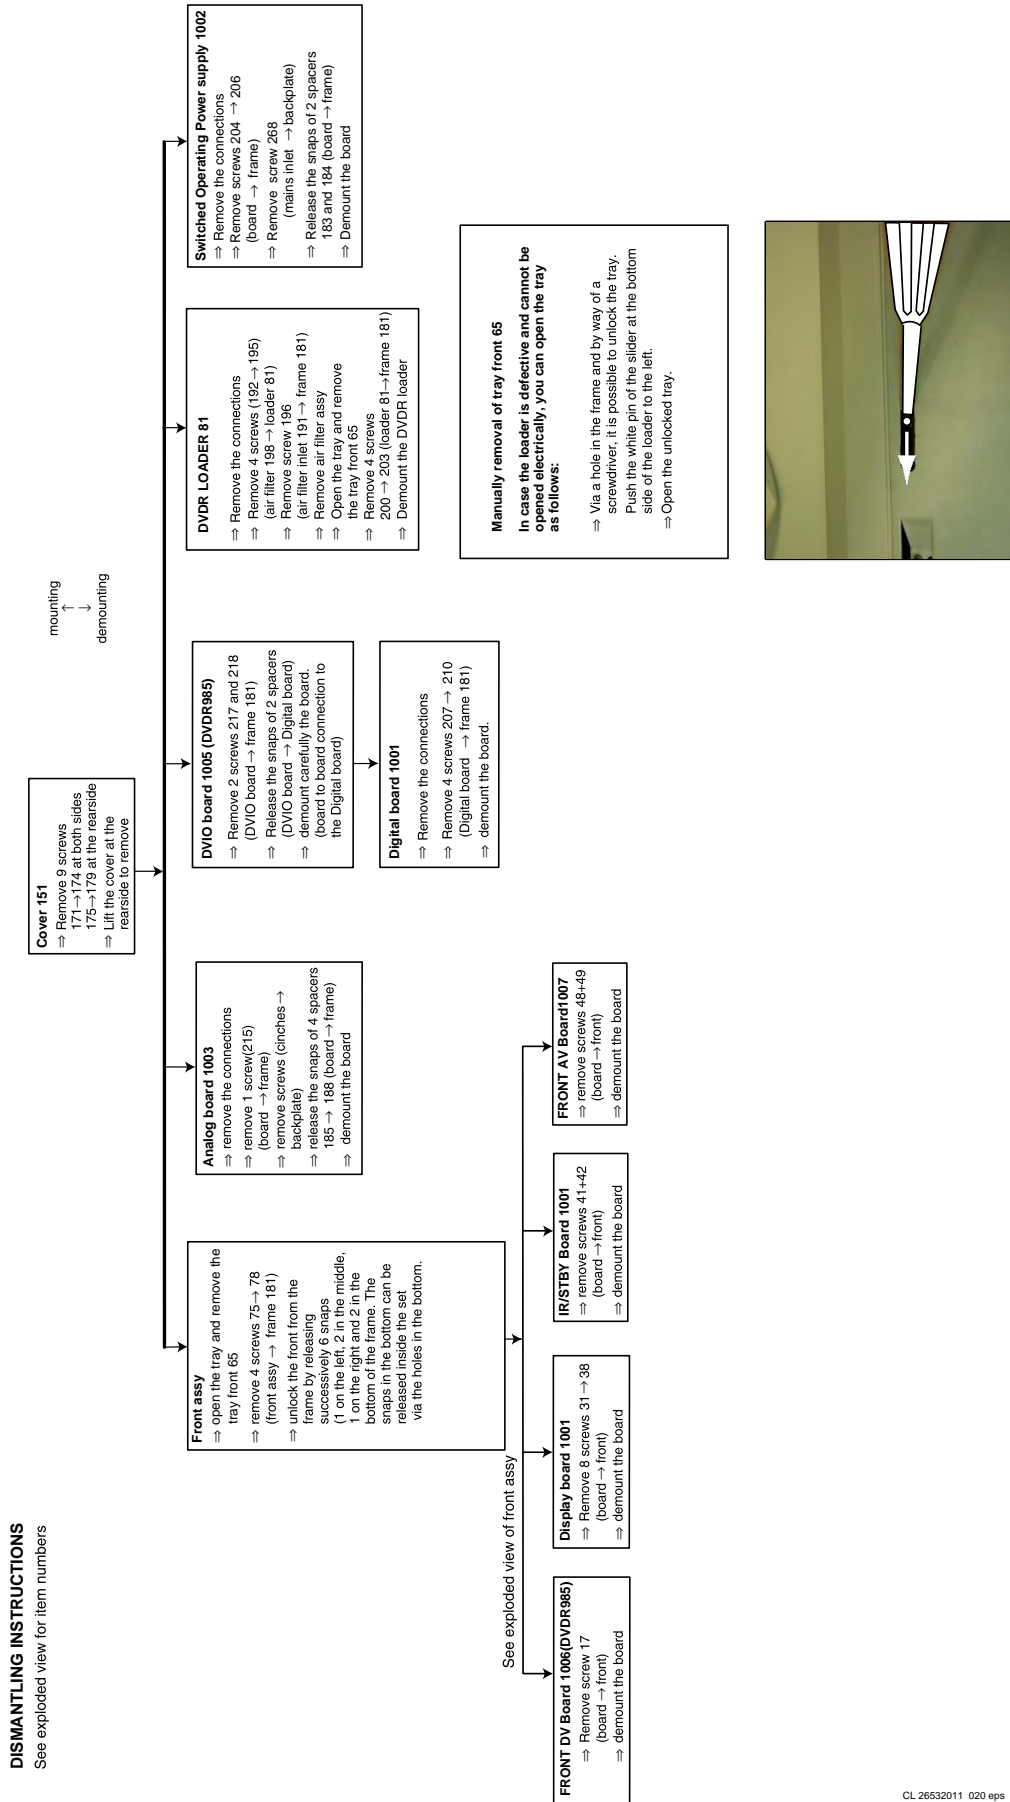 DISMANTLING INSTRUCTIONS
See exploded view for item numbers
mounting
↑
↓
demounting
Cover 151
⇒ Remove 9 screws
171→174 at both sides
175→179 at the rearside
⇒ Lift the cover at the
rearside to remove
Front assy
⇒ open the tray and remove the
tray front 65
⇒ remove 4 screws 75→ 78
(front assy → frame 181)
⇒ unlock the front from the
frame by releasing
successively 6 snaps
(1 on the left, 2 in the middle,
1 on the right and 2 in the
bottom of the frame. The
snaps in the bottom can be
released inside the set
via the holes in the bottom.
Analog board 1003
⇒ remove the connections
⇒ remove 1 screw(215)
(board →frame)
⇒ remove screws (cinches→
backplate)
⇒ release the snaps of 4 spacers
185 → 188 (board →frame)
⇒ demount the board
DVIO board 1005 (DVDR985)
⇒ Remove 2 screws 217 and 218
(DVIO board→ frame 181)
⇒ Release the snaps of 2 spacers
(DVIO board → Digital board)
⇒ demount carefully the board.
(board to board connection to
the Digital board)
Digital board 1001
⇒ Remove the connections
⇒ Remove 4 screws 207 → 210
(Digital board → frame 181)
⇒ demount the board.
DVDR LOADER 81
⇒ Remove the connections
⇒ Remove 4 screws (192→195)
(air filter 198→ loader 81)
⇒ Remove screw 196
(air filter inlet 191→ frame 181)
⇒ Remove air filter assy
⇒ Open the tray and remove
the tray front 65
⇒ Remove 4 screws
200 → 203 (loader 81→frame 181)
⇒ Demount the DVDR loader
Switched Operating Power supply 1002
⇒ Remove the connections
⇒ Remove screws 204 → 206
(board → frame)
⇒ Remove screw 268
(mains inlet → backplate)
⇒ Release the snaps of 2 spacers
183 and 184 (board →frame)
⇒ Demount the board
See exploded view of front assy
FRONT DV Board 1006(DVDR985)
⇒ Remove screw 17
(board → front)
⇒ demount the board
Display board 1001
⇒ Remove 8 screws 31 → 38
(board → front)
⇒ demount the board
IR/STBY Board 1001
⇒ remove screws 41+42
(board →front)
⇒ demount the board
FRONT AV Board1007
⇒ remove screws 48+49
(board →front)
⇒ demount the board
Manually removal of tray front 65
In case the loader is defective and cannot be
opened electrically, you can open the tray
as follows:
⇒ Via a hole in the frame and by way of a
screwdriver, it is possible to unlock the tray.
Push the white pin of the slider at the bottom
side of the loader to the left.
⇒Open the unlocked tray.
CL 26532011 020 eps